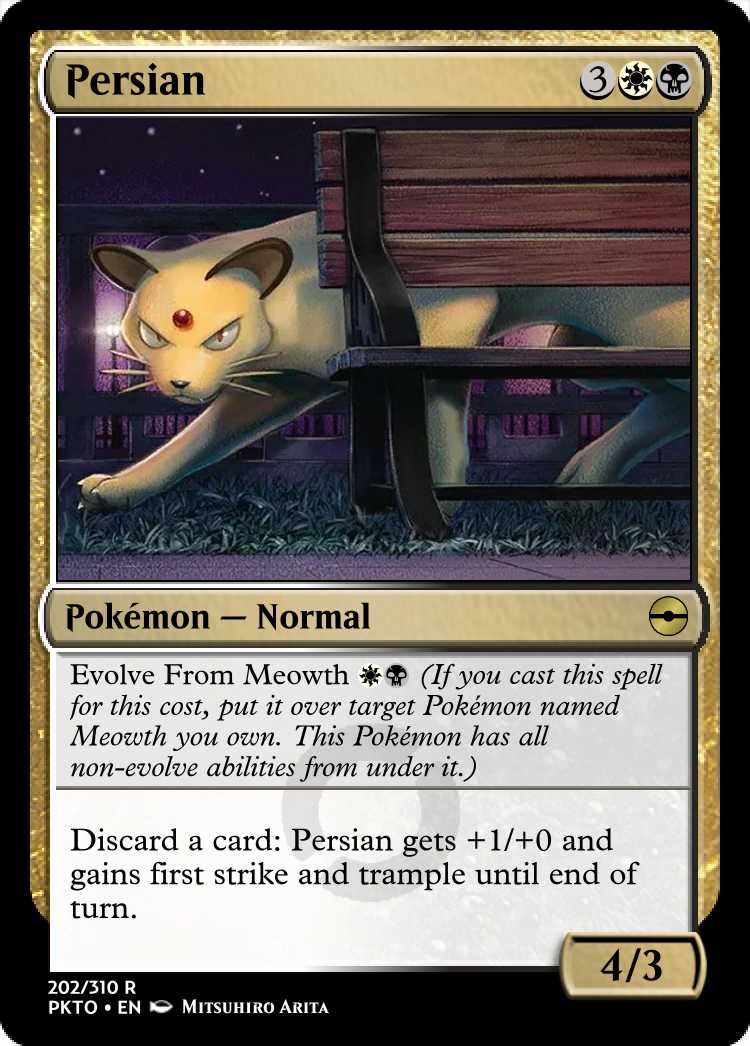 Persian 3
Pokémon — Normal
Evolve From Meowth (If you cast this spell
for this cost, put it over target Pokémon named
Meowth you own. This Pokémon has all
non-evolve abilities from under it.)
Discard a card: Persian gets +1/+0 and
gains first strike and trample until end of
turn.
4/3
202/310 R
PKTO • EN Mitsuhiro Arita